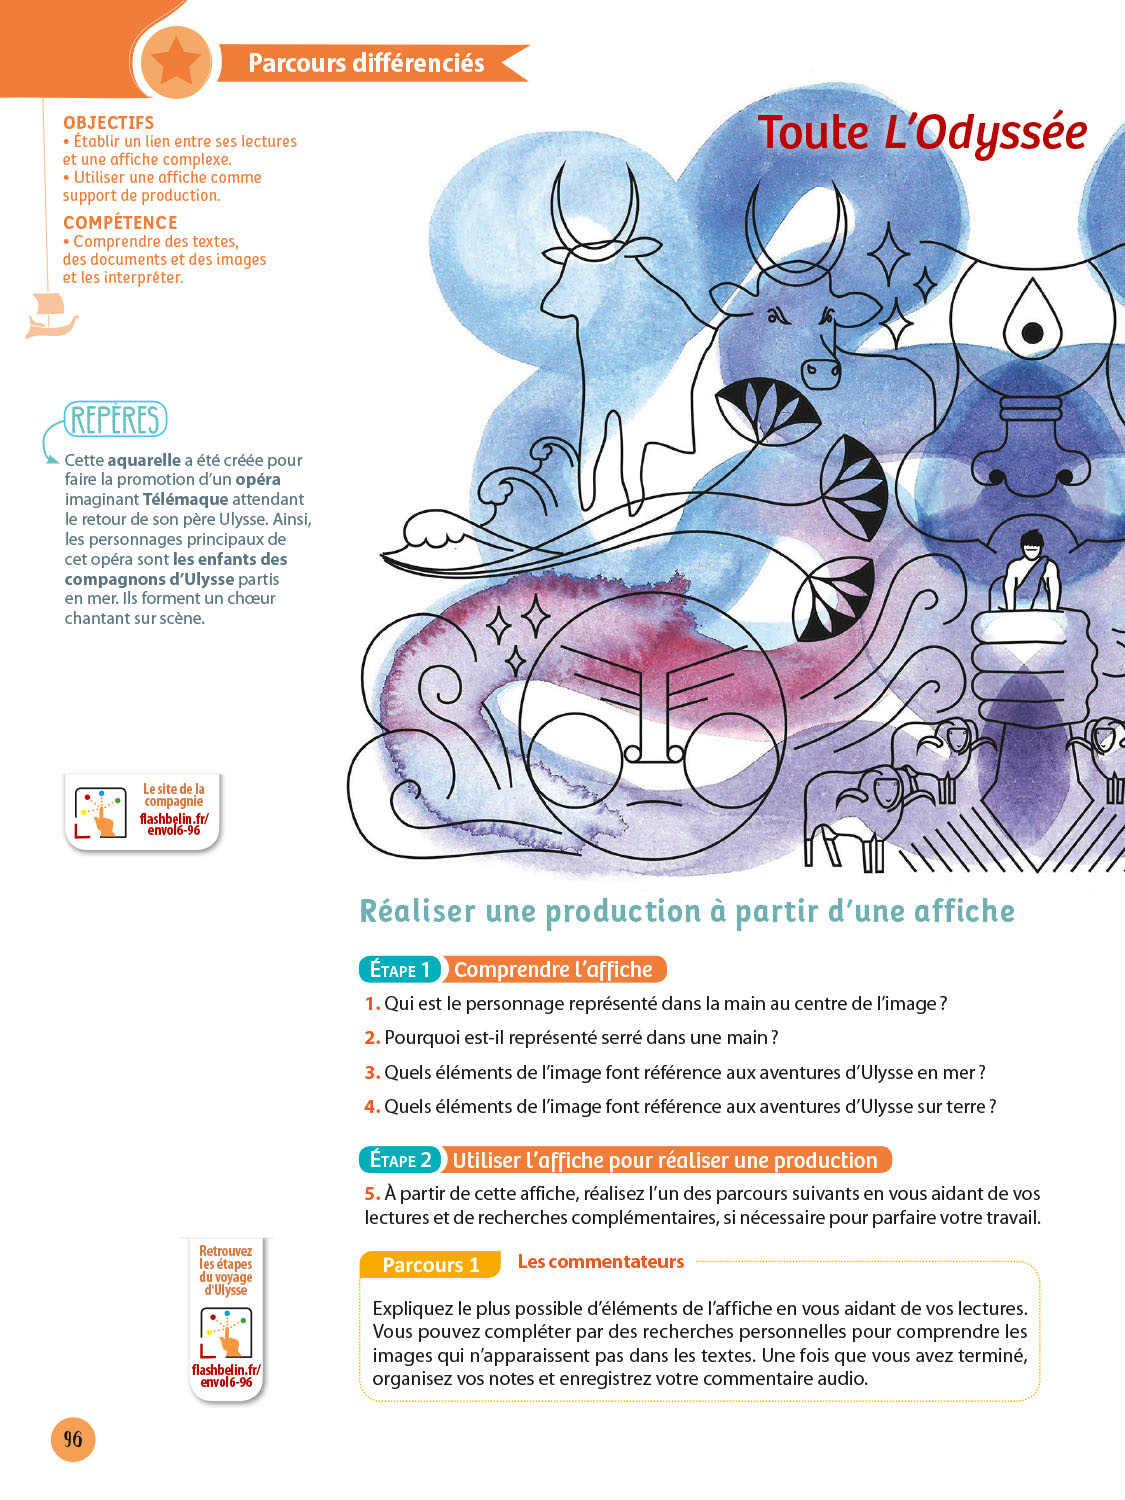 Parcours différenciés
OBJECTIFS
• Établir un lien entre ses lectures
et une affiche complexe.
• Utiliser une affiche comme
support de production.
COMPÉTENCE
• Comprendre des textes,
des documents et des images
et les interpréter.
Toute L’Odyssée
REPÈRES
Cette aquarelle a été créée pour
faire la promotion d’un opéra
imaginant Télémaque attendant
le retour de son père Ulysse. Ainsi,
les personnages principaux de
cet opéra sont les enfants des
compagnons d’Ulysse partis
en mer. Ils forment un chœur
chantant sur scène.
Le site de la
compagnie
flashbelin.fr/
envol6-96
Réaliser une production à partir d’une affiche
ÉTAPE 1 Comprendre l’affiche
1. Qui est le personnage représenté dans la main au centre de l’image ?
2. Pourquoi est-il représenté serré dans une main ?
3. Quels éléments de l’image font référence aux aventures d’Ulysse en mer ?
4. Quels éléments de l’image font référence aux aventures d’Ulysse sur terre ?
ÉTAPE 2 Utiliser l’affiche pour réaliser une production
5. À partir de cette affiche, réalisez l’un des parcours suivants en vous aidant de vos
lectures et de recherches complémentaires, si nécessaire pour parfaire votre travail.
Retrouvez
les étapes
du voyage
d'Ulysse
flashbelin.fr/
envol6-96
Parcours 1 Les commentateurs
Expliquez le plus possible d’éléments de l’affiche en vous aidant de vos lectures.
Vous pouvez compléter par des recherches personnelles pour comprendre les
images qui n’apparaissent pas dans les textes. Une fois que vous avez terminé,
organisez vos notes et enregistrez votre commentaire audio.
96